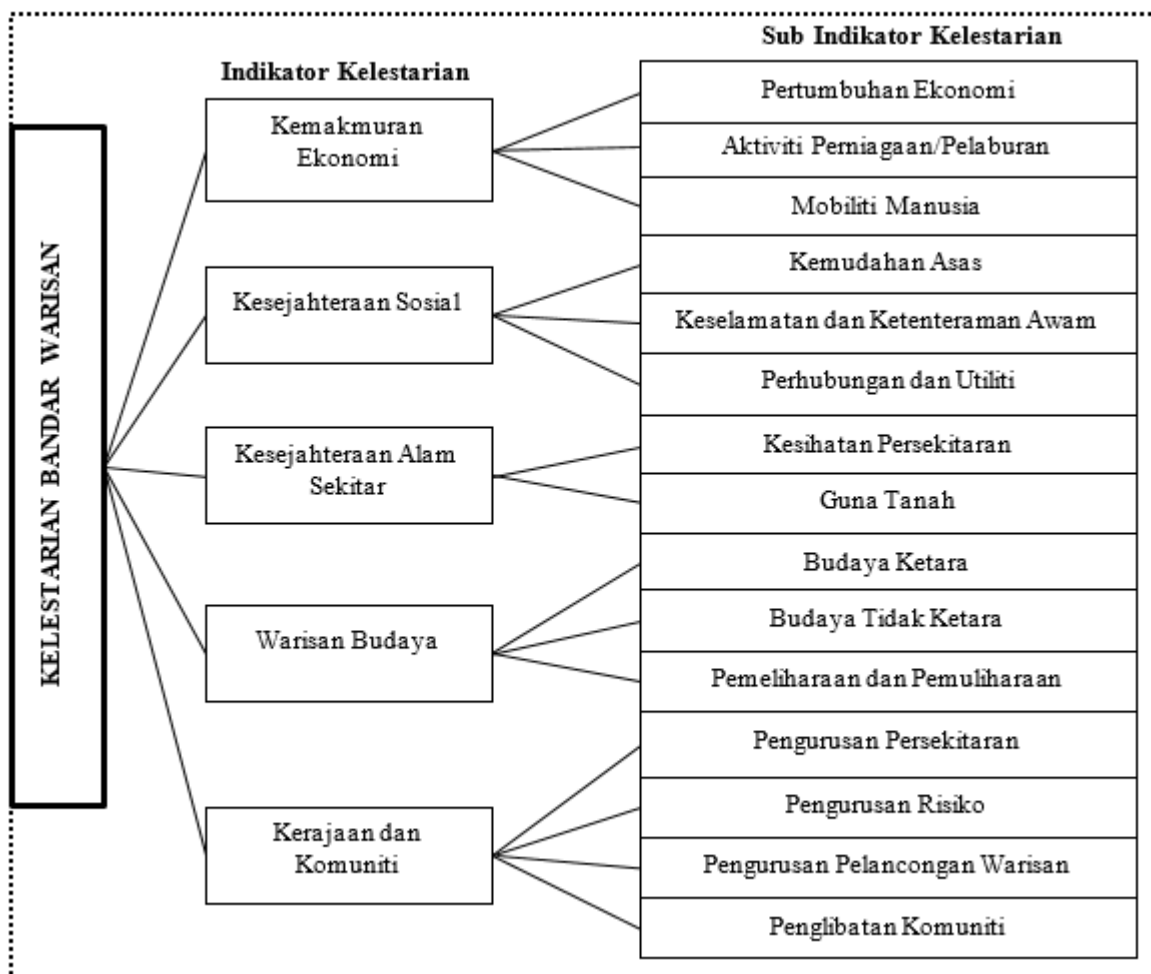 KELESTARIAN BANDAR WARISAN
Indikator Kelestarian
Kemakmuran
Ekonomi
Kesejahteraan Sosial
Kesejahteraan Alam
Sekitar
Warisan Budaya
Kerajaan dan
Komuniti
Sub Indikator Kelestarian
Pertumbuhan Ekonomi
Aktiviti Perniagaan/Pelaburan
Mobiliti Manusia
Kemudahan Asas
Keselamatan dan Ketenteraman Awam
Perhubungan dan Utiliti
Kesihatan Persekitaran
Guna Tanah
Budaya Ketara
Budaya Tidak Ketara
Pemeliharaan dan Pemuliharaan
Pengurusan Persekitaran
Pengurusan Risiko
Pengurusan Pelancongan Warisan
Penglibatan Komuniti